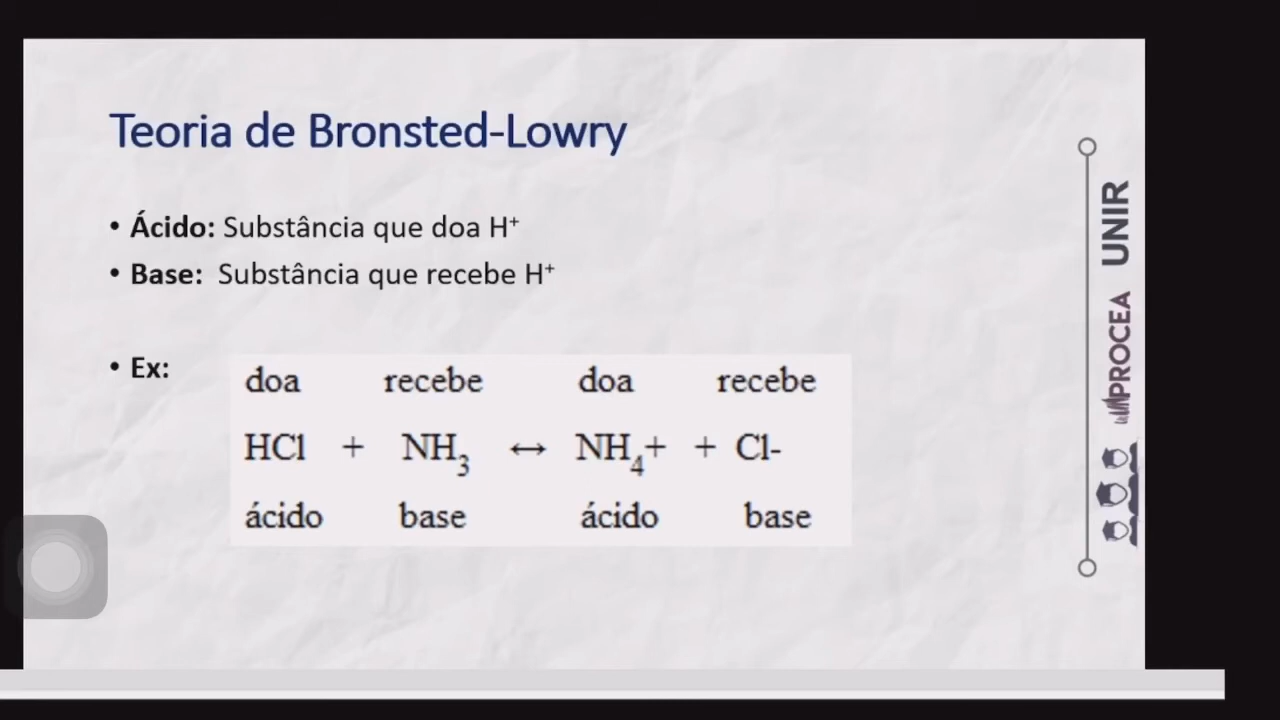 Teoria de Bronsted-Lowry
• Ácido: Substância que doa H⁺
• Base: Substância que recebe H⁺
• Ex:
doa recebe doa recebe
HCl + NH₃ ↔ NH₄+ + Cl-
ácido base ácido base
UNIR
PROCEA